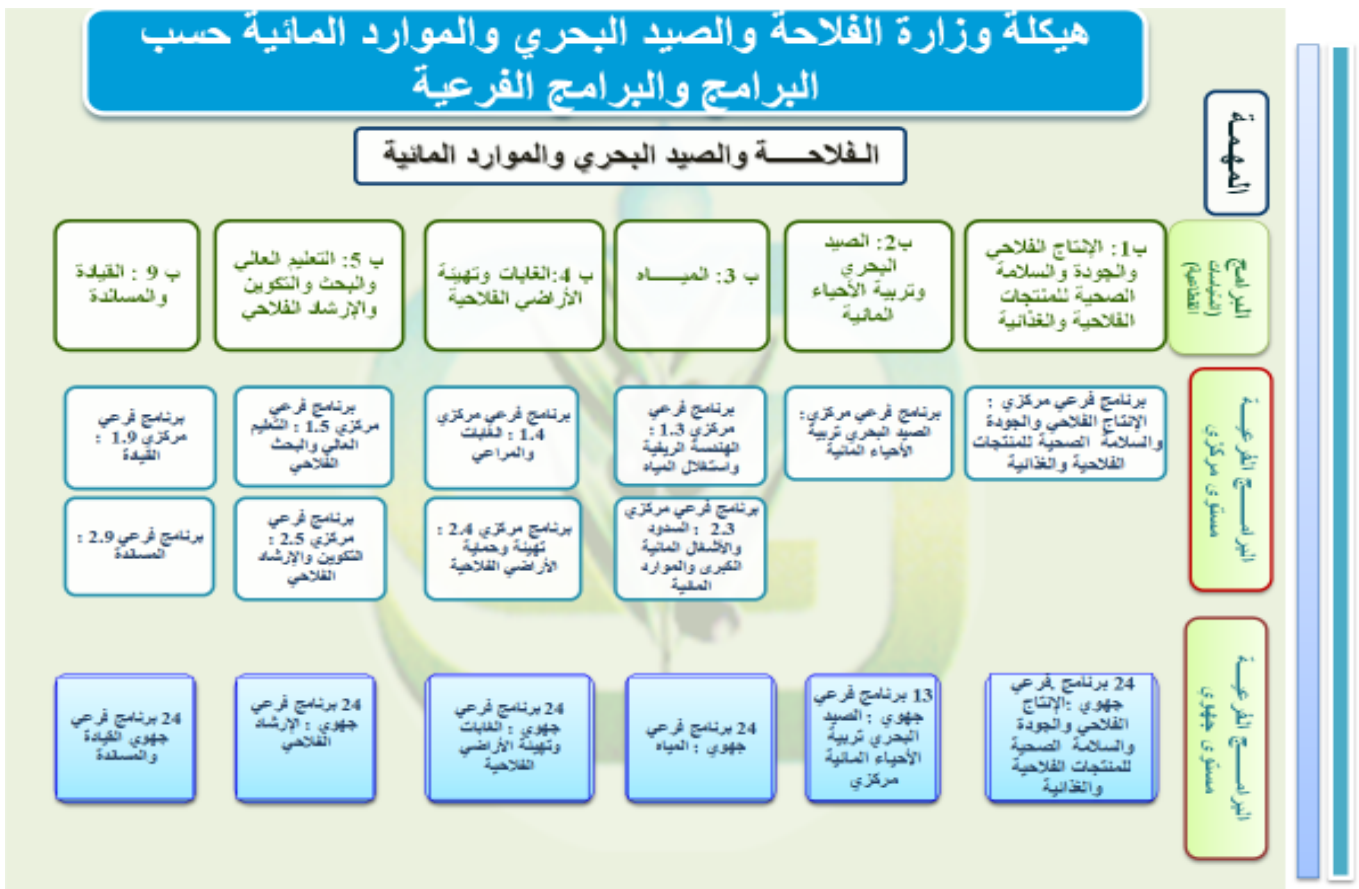 هيكلة وزارة الفلاحة والصيد البحري والموارد المائية حسب
البرامج والبرامج الفرعية
المهمة
الفلاحـــــة والصيد البحري والموارد المائية
البرامج
(السياسات
القطاعية)
ب1: الإنتاج الفلاحي
والجودة والسلامة
الصحية للمنتجات
الفلاحية والغذائية
ب2: الصيد
البحري
وتربية الأحياء
المائية
ب 3: الميـــــاه
ب 4:الغابات وتهيئة
الأراضي الفلاحية
ب 5: التعليم العالي
والبحث والتكوين
والإرشاد الفلاحي
ب 9 : القيادة
والمساندة
البرامــــج الفرعيــــة
مستوى مركزي
برنامج فرعي مركزي :
الإنتاج الفلاحي والجودة
والسلامة الصحية للمنتجات
الفلاحية والغذائية
برنامج فرعي مركزي:
الصيد البحري تربية
الأحياء المائية
برنامج فرعي
مركزي 1.3 :
الهندسة الريفية
واستغلال المياه
برنامج فرعي مركزي
1.4 : الغابات
والمراعي
برنامج فرعي
مركزي 1.5 : التعليم
العالي والبحث
الفلاحي
برنامج فرعي
مركزي 1.9 :
القيادة
برنامج فرعي مركزي
2.3 : السدود
والأشغال المائية
الكبرى والموارد
المائية
برنامج مركزي 2.4 :
تهيئة وحماية
الأراضي الفلاحية
برنامج فرعي
مركزي 2.5 :
التكوين والإرشاد
الفلاحي
برنامج فرعي 2.9 :
المساندة
البرامــــج الفرعيــــة
مستوى جهوي
24 برنامج فرعي
جهوي :الإنتاج
الفلاحي والجودة
والسلامة الصحية
للمنتجات الفلاحية
والغذائية
13 برنامج فرعي
جهوي : الصيد
البحري تربية
الأحياء المائية
مركزي
24 برنامج فرعي
جهوي : المياه
24 برنامج فرعي
جهوي : الغابات
وتهيئة الأراضي
الفلاحية
24 برنامج فرعي
جهوي : الإرشاد
الفلاحي
24 برنامج فرعي
جهوي القيادة
والمساندة